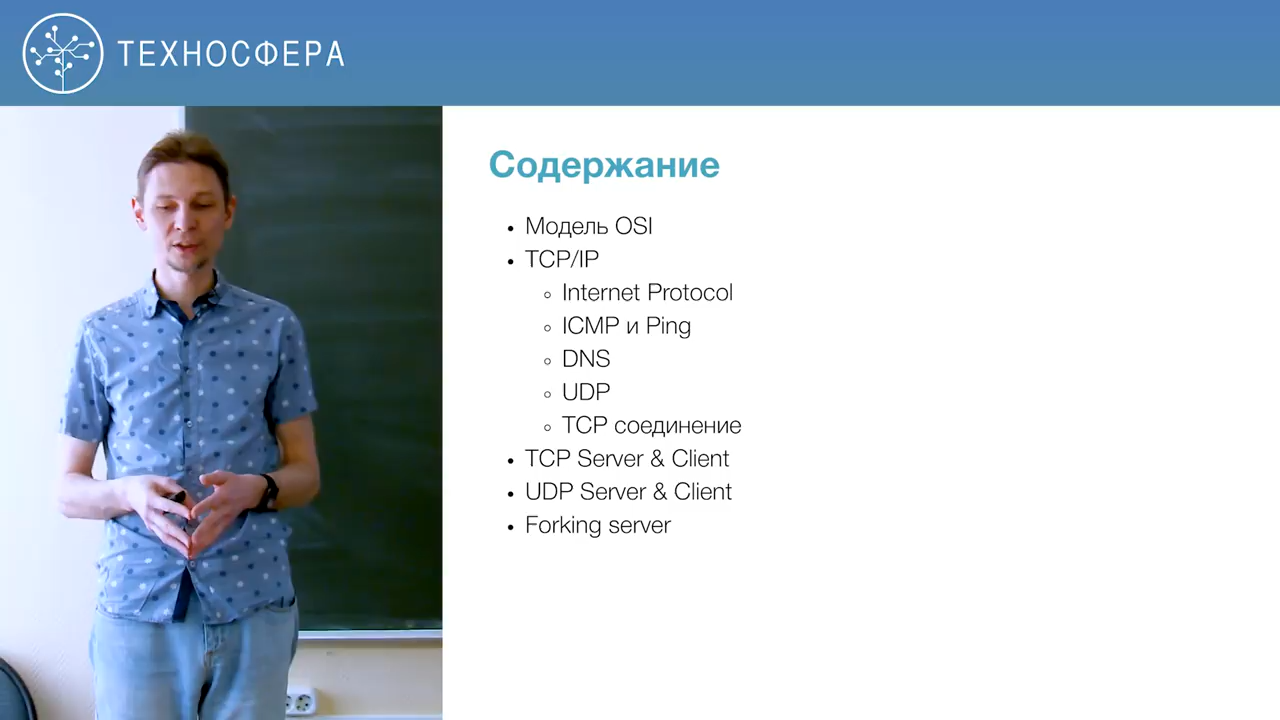 ТЕХНОСФЕРА
Содержание
Модель OSI
TCP/IP
Internet Protocol
ICMP и Ping
DNS
UDP
TCP соединение
TCP Server & Client
UDP Server & Client
Forking server